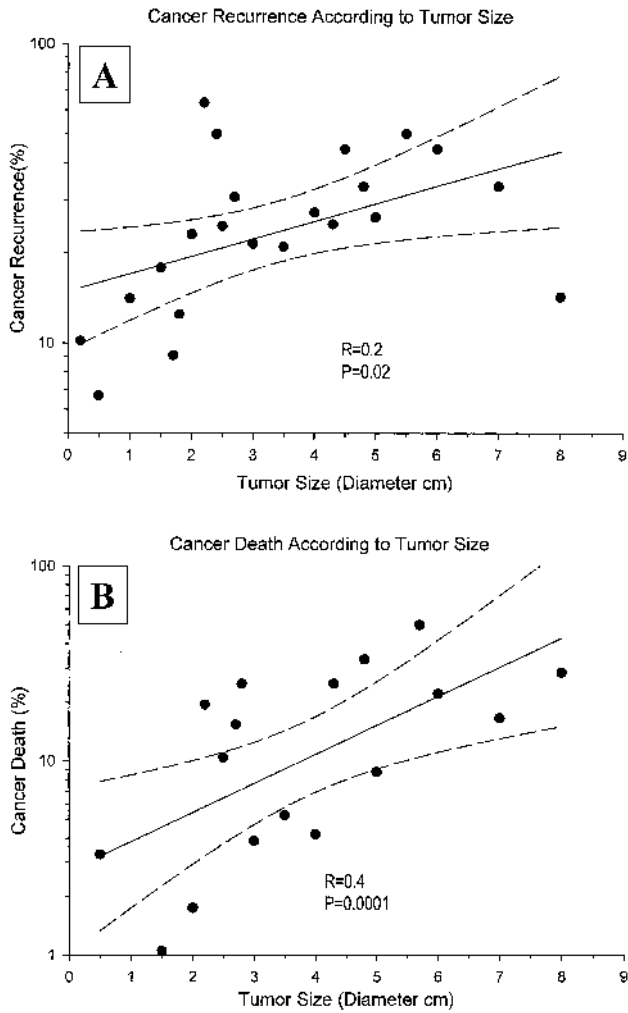 Cancer Recurrence According to Tumor Size
100
A
Cancer Recurrence(%)
10
R=0.2
P=0.02
0 1 2 3 4 5 6 7 8 9
Tumor Size (Diameter cm)
Cancer Death According to Tumor Size
100
B
Cancer Death (%)
10
R=0.4
P=0.0001
1
0 1 2 3 4 5 6 7 8 9
Tumor Size (Diameter cm)